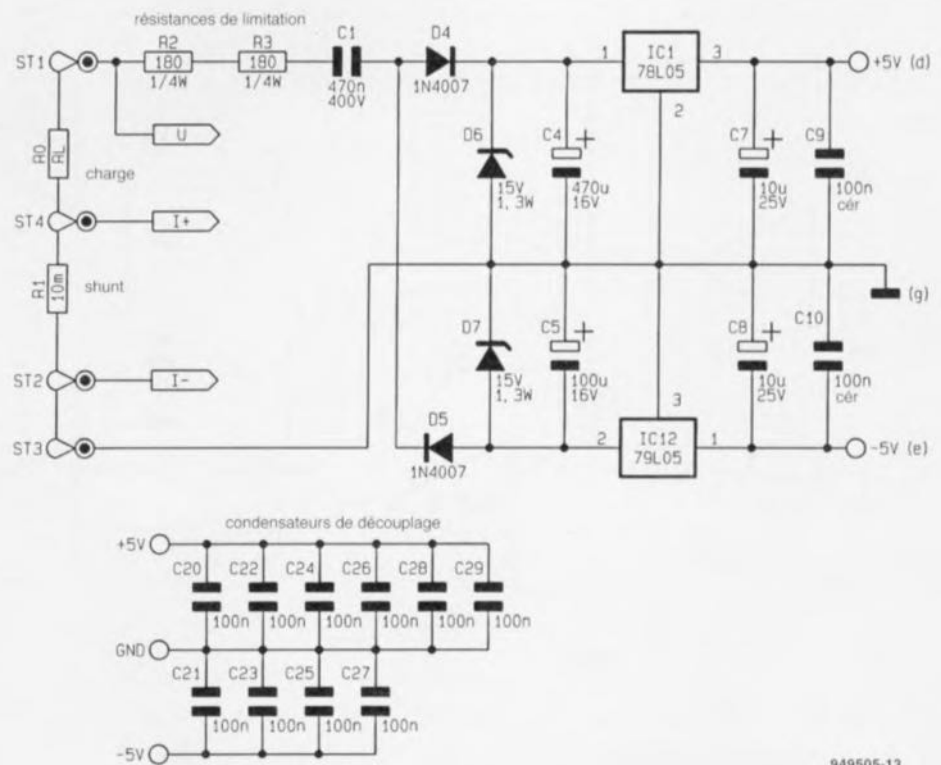 résistances de limitation
ST1
R2
180
1/4W
R3
180
1/4W
C1
470n
400V
D4
1N4007
1
IC1
78L05
3
2
+5V (d)
U
R0
RL
charge
D6
15V
1,3W
C4
+
470u
16V
C7
+
10u
25V
C9
100n
cér
ST4
I+
R1
10m
shunt
(g)
ST2
I-
D7
15V
1,3W
C5
+
100u
16V
C8
+
10u
25V
C10
100n
cér
3
ST3
D5
1N4007
2
IC12
79L05
1
-5V (e)
condensateurs de découplage
+5V
C20
C22
C24
C26
C28
C29
100n
100n
100n
100n
100n
100n
GND
C21
C23
C25
C27
100n
100n
100n
100n
-5V
949505-13